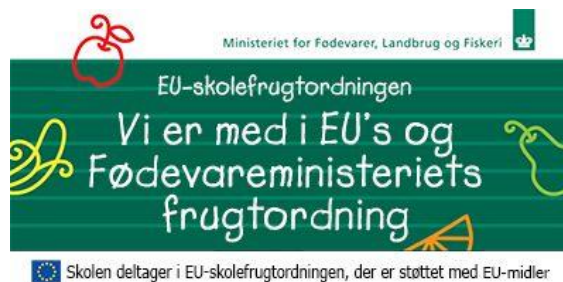 Ministeriet for Fødevarer, Landbrug og Fiskeri
EU-skolefrugtordningen
Vi er med i EU's og
Fødevareministeriets
frugtordning
Skolen deltager i EU-skolefrugtordningen, der er støttet med EU-midler